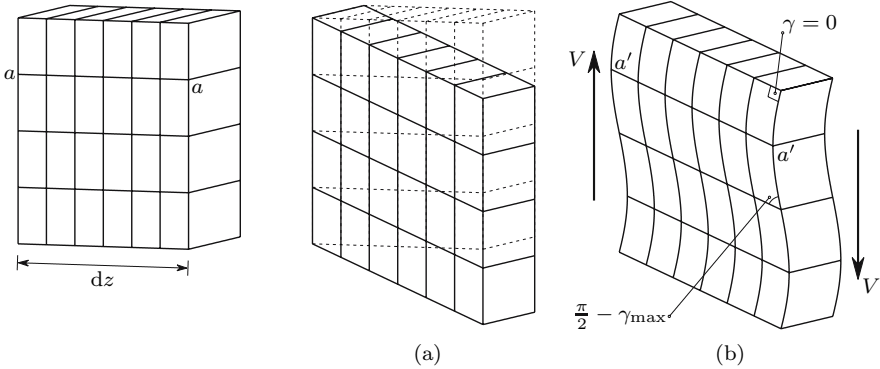 a
a
dz
(a)
V
a′
γ = 0
a′
V
π/2 − γmax
(b)